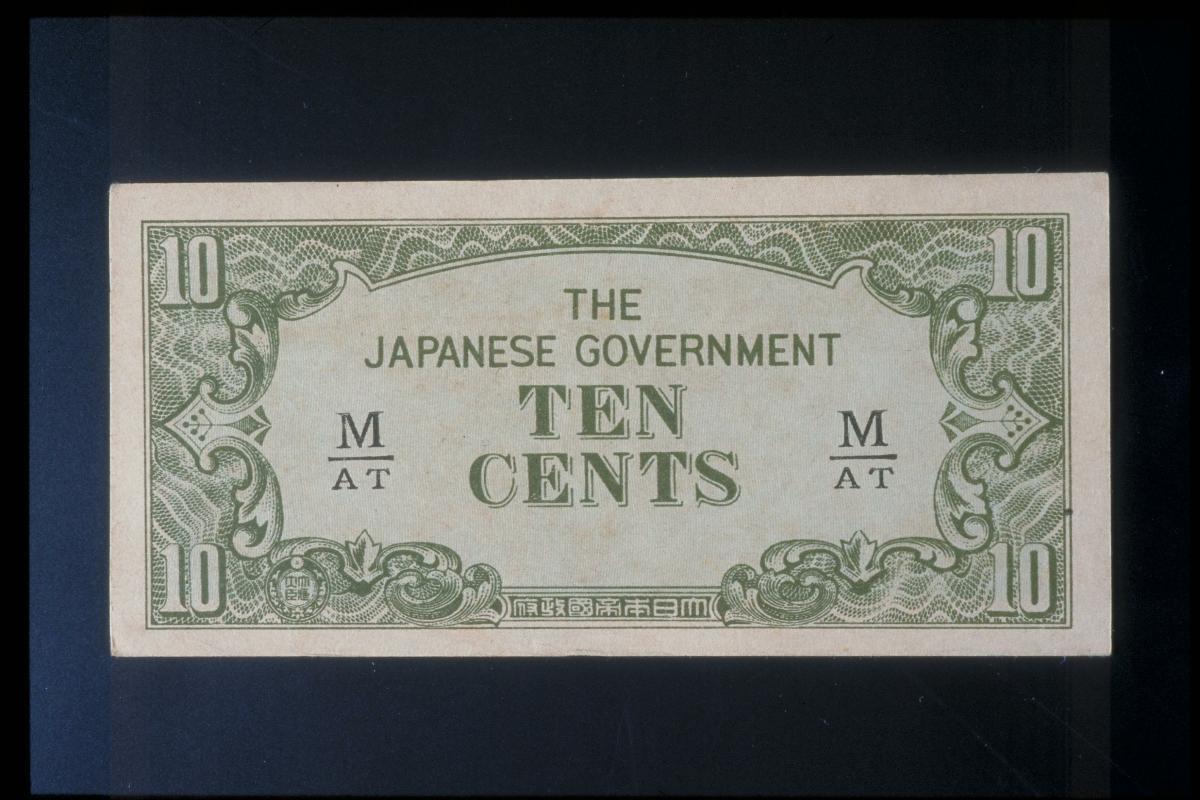 10 10
THE
JAPANESE GOVERNMENT
TEN
M M
AT AT
CENTS
10 10
府政國帝本日大